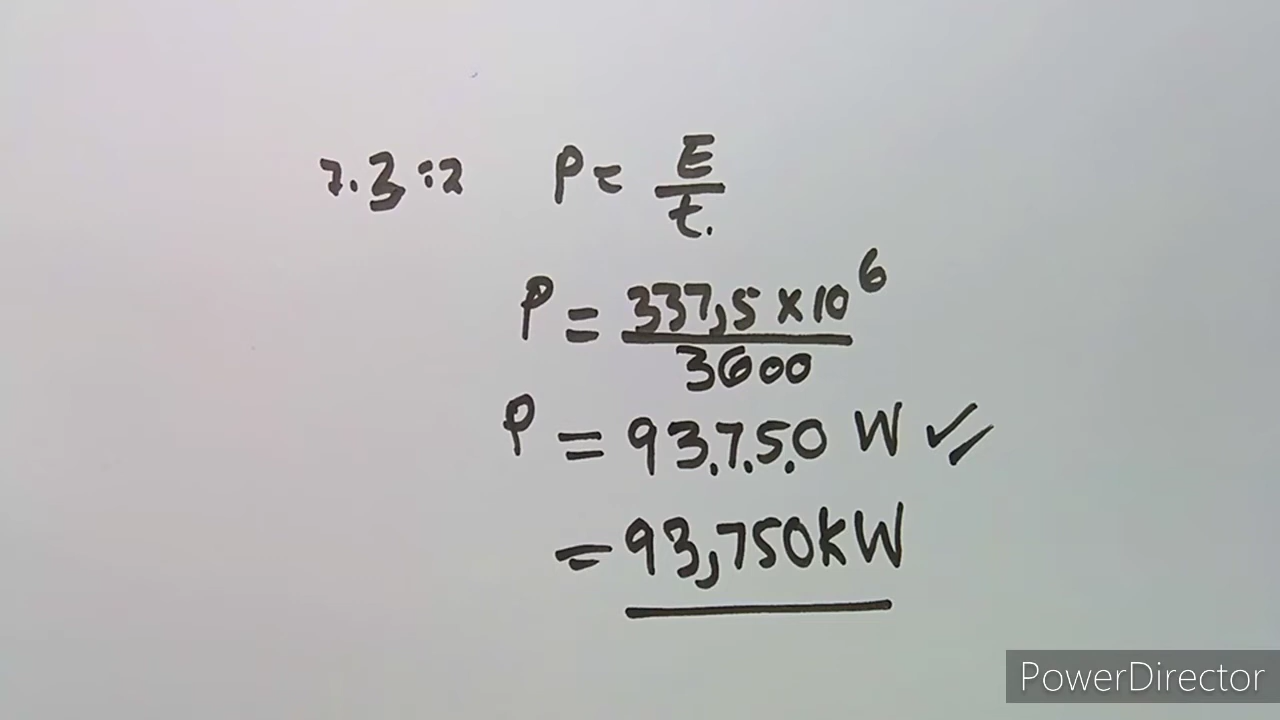 7.3:2 P= E/t.
P = 337,5 x 10^6 / 3600
P = 93.7.5.0 W ✓
= 93,750kW
PowerDirector